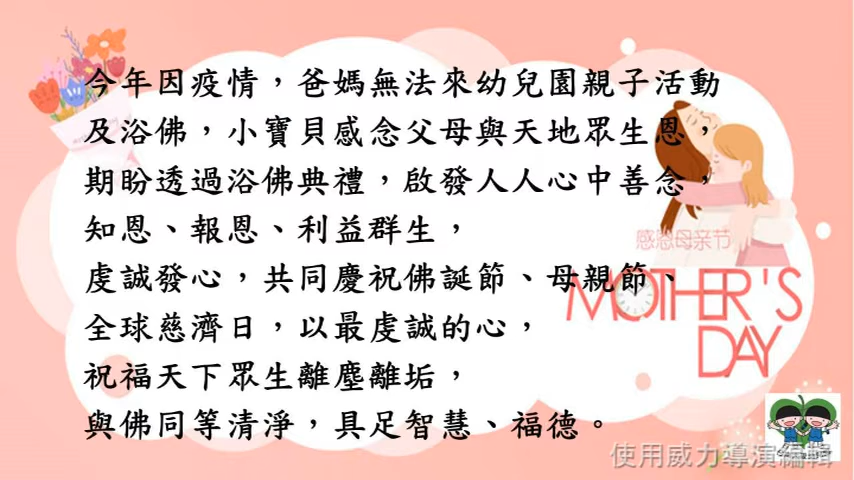 今年因疫情，爸媽無法來幼兒園親子活動
及浴佛，小寶貝感念父母與天地眾生恩，
期盼透過浴佛典禮，啟發人人心中善念，
知恩、報恩、利益群生，
虔誠發心，共同慶祝佛誕節、母親節、
全球慈濟日，以最虔誠的心，
祝福天下眾生離塵離垢，
與佛同等清淨，具足智慧、福德。
感恩母亲节
MOTHER'S
DAY
使用威力導演編輯